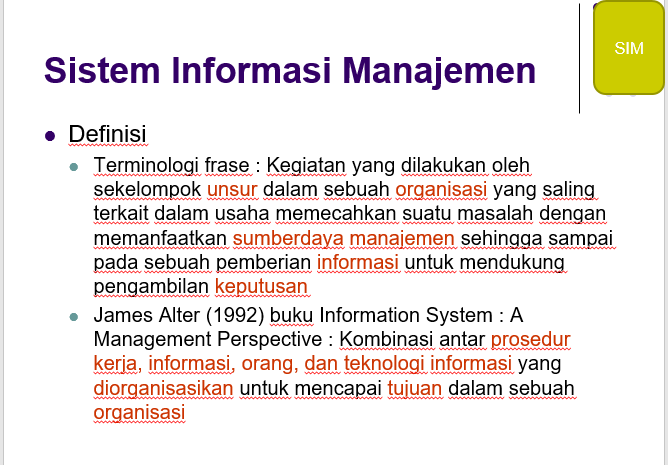 SIM
Sistem Informasi Manajemen
Definisi
Terminologi frase : Kegiatan yang dilakukan oleh
sekelompok unsur dalam sebuah organisasi yang saling
terkait dalam usaha memecahkan suatu masalah dengan
memanfaatkan sumberdaya manajemen sehingga sampai
pada sebuah pemberian informasi untuk mendukung
pengambilan keputusan
James Alter (1992) buku Information System : A
Management Perspective : Kombinasi antar prosedur
kerja, informasi, orang, dan teknologi informasi yang
diorganisasikan untuk mencapai tujuan dalam sebuah
organisasi